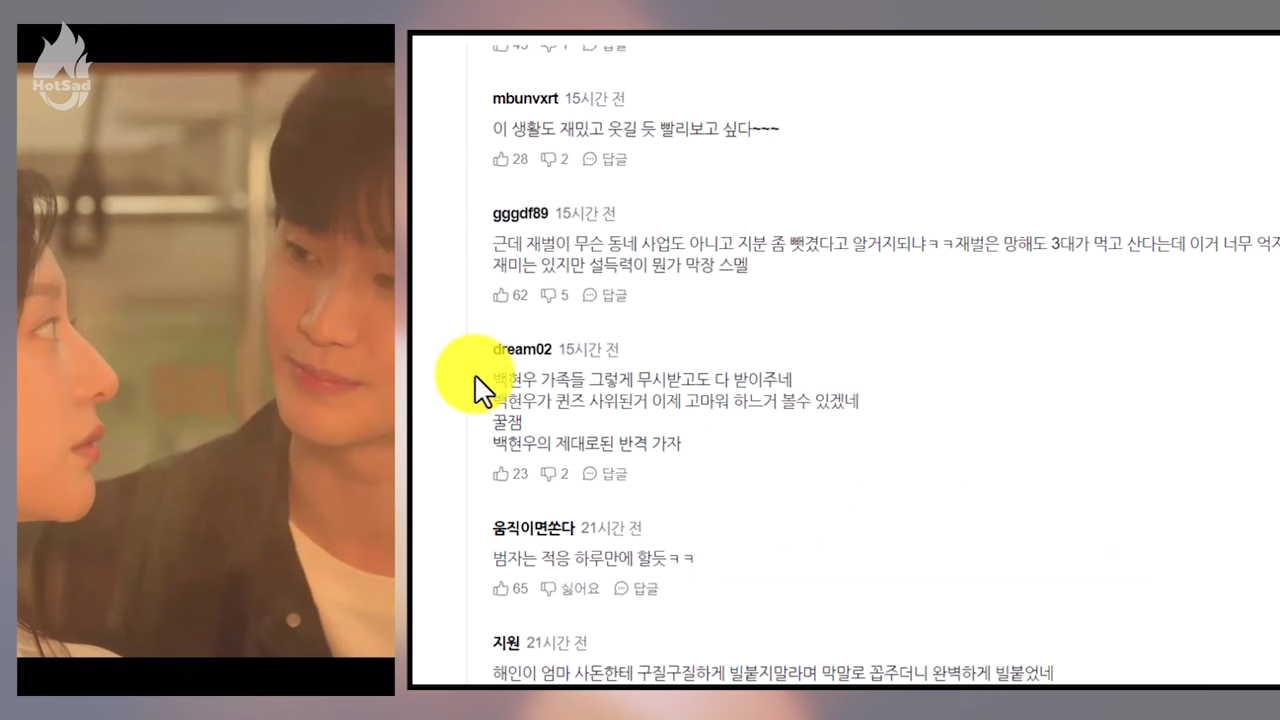 HotSad
답글
mbunvxrt 15시간 전
이 생활도 재밌고 웃길 듯 빨리보고 싶다~~~
28 2 답글
gggdf89 15시간 전
근데 재벌이 무슨 동네 사업도 아니고 지분 좀 뺏겼다고 알거지되냐ㅋㅋ재벌은 망해도 3대가 먹고 산다는데 이거 너무
재미는 있지만 설득력이 뭔가 막장 스멜
62 5 답글
dream02 15시간 전
백현우 가족들 그렇게 무시받고도 다 받아주네
백현우가 퀸즈 사위된거 이제 고마워 하느거 볼수 있겠네
꿀잼
백현우의 제대로된 반격 가자
23 2 답글
움직이면쏜다 21시간 전
범자는 적응 하루만에 할듯ㅋㅋ
65 싫어요 답글
지원 21시간 전
해인이 엄마 사돈한테 구질구질하게 빌붙지말라며 막말로 꼽주더니 완벽하게 빌붙었네